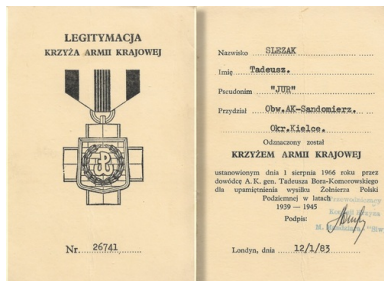 LEGITYMACJA
KRZYŻA ARMII KRAJOWEJ
Nr. 26741
Nazwisko SLEZAK
Imię Tadeusz.
Pseudonim "JUR"
Przydział Obw.AK-Sandomierz.
Okr.Kielce.
Odznaczony został
KRZYŻEM ARMII KRAJOWEJ
ustanowionym dnia 1 sierpnia 1966 roku przez
dowódcę A.K. gen. Tadeusza Bora-Komorowskiego
dla upamiętnienia wysiłku Żołnierza Polski
Podziemnej w latach
1939 — 1945
Podpis:
Londyn, dnia 12/1/83